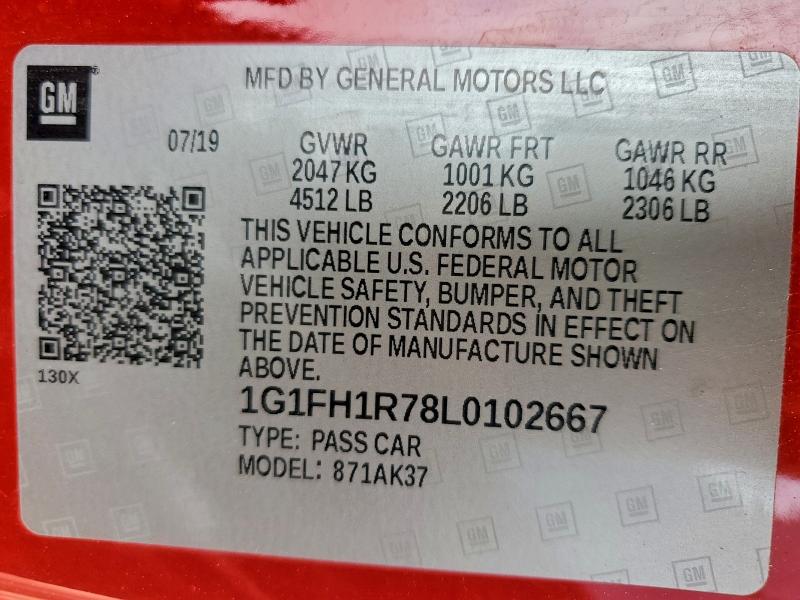 GM
MFD BY GENERAL MOTORS LLC
07/19 GVWR GAWR FRT GAWR RR
2047 KG 1001 KG 1046 KG
4512 LB 2206 LB 2306 LB
THIS VEHICLE CONFORMS TO ALL
APPLICABLE U.S. FEDERAL MOTOR
VEHICLE SAFETY, BUMPER, AND THEFT
PREVENTION STANDARDS IN EFFECT ON
THE DATE OF MANUFACTURE SHOWN
ABOVE.
130X
1G1FH1R78L0102667
TYPE: PASS CAR
MODEL: 871AK37